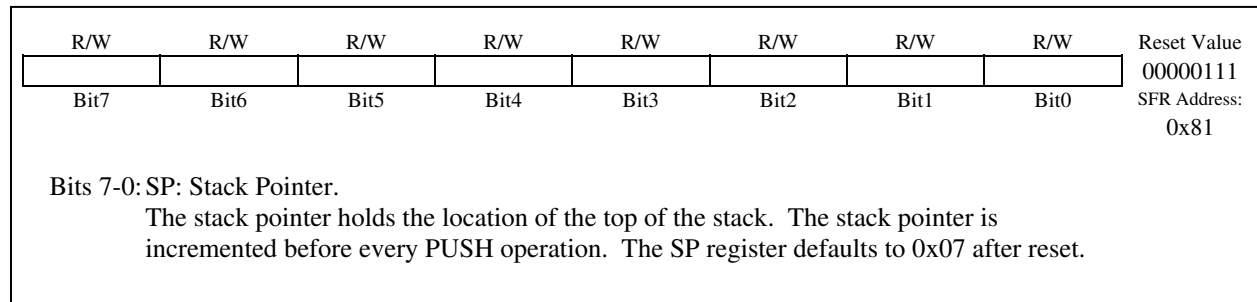 R/W R/W R/W R/W R/W R/W R/W R/W Reset Value
00000111
Bit7 Bit6 Bit5 Bit4 Bit3 Bit2 Bit1 Bit0 SFR Address:
0x81
Bits 7-0: SP: Stack Pointer.
The stack pointer holds the location of the top of the stack. The stack pointer is
incremented before every PUSH operation. The SP register defaults to 0x07 after reset.